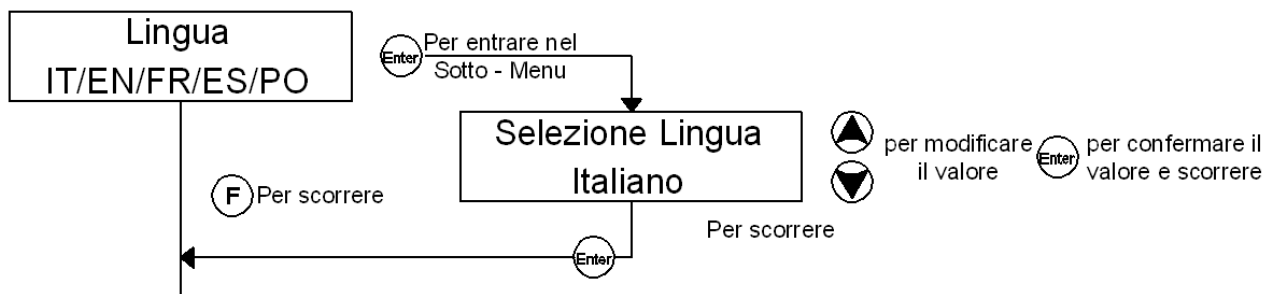 Lingua
IT/EN/FR/ES/PO
Enter
Per entrare nel
Sotto - Menu
Selezione Lingua
Italiano
per modificare
il valore
Enter
per confermare il
valore e scorrere
F
Per scorrere
Per scorrere
Enter